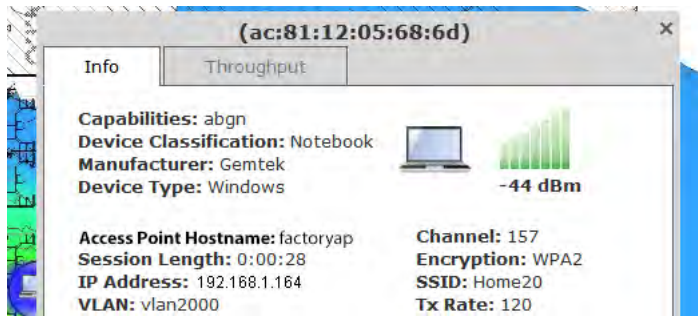 (ac:81:12:05:68:6d) ×
Info Throughput
Capabilities: abgn
Device Classification: Notebook
Manufacturer: Gemtek
Device Type: Windows
-44 dBm
Access Point Hostname: factoryap
Session Length: 0:00:28
IP Address: 192.168.1.164
VLAN: vlan2000
Channel: 157
Encryption: WPA2
SSID: Home20
Tx Rate: 120